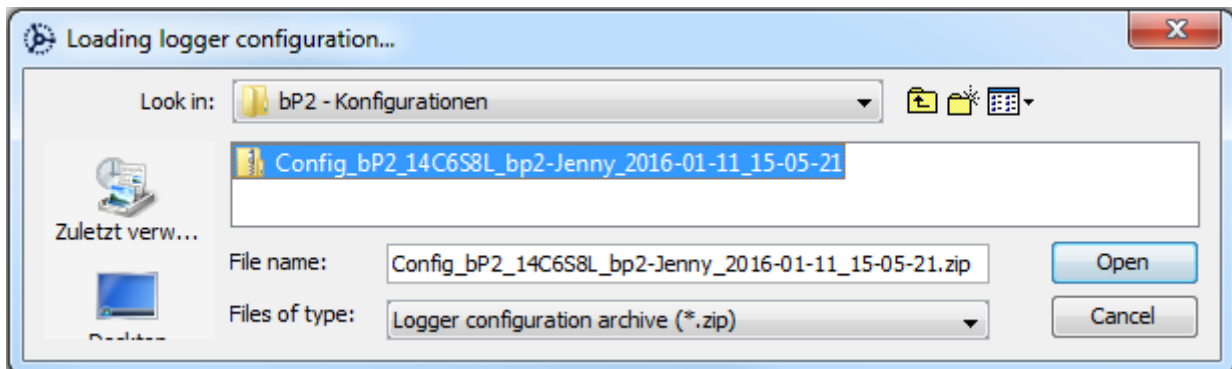 Loading logger configuration...
Look in: bP2 - Konfigurationen
Config_bP2_14C6S8L_bp2-Jenny_2016-01-11_15-05-21
Zuletzt verw...
File name: Config_bP2_14C6S8L_bp2-Jenny_2016-01-11_15-05-21.zip Open
Files of type: Logger configuration archive (*.zip) Cancel